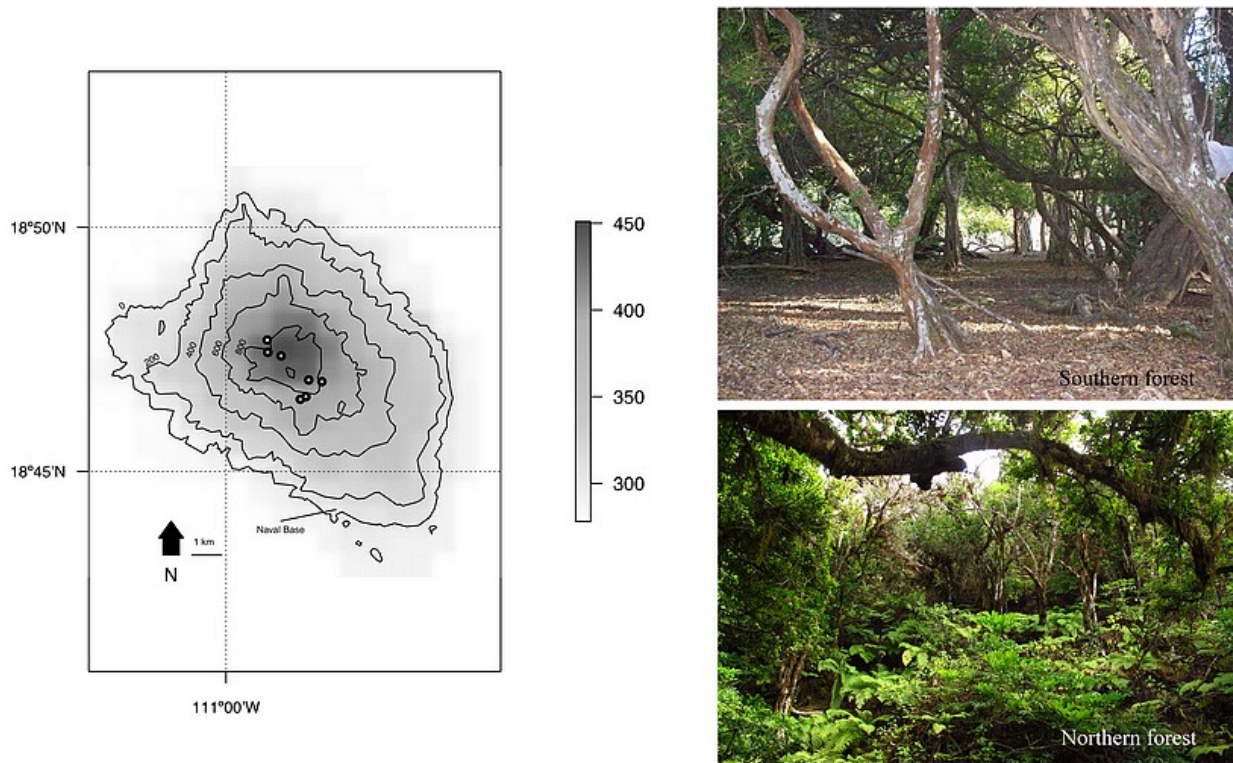 18°50'N
18°45'N
111°00'W
200
400
600
800
Naval Base
1 km
N
450
400
350
300
Southern forest
Northern forest